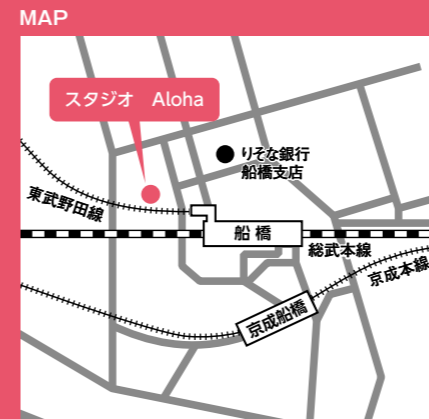 MAP
スタジオ Aloha
りそな銀行
船橋支店
東武野田線
船橋
総武本線
京成本線
京成船橋